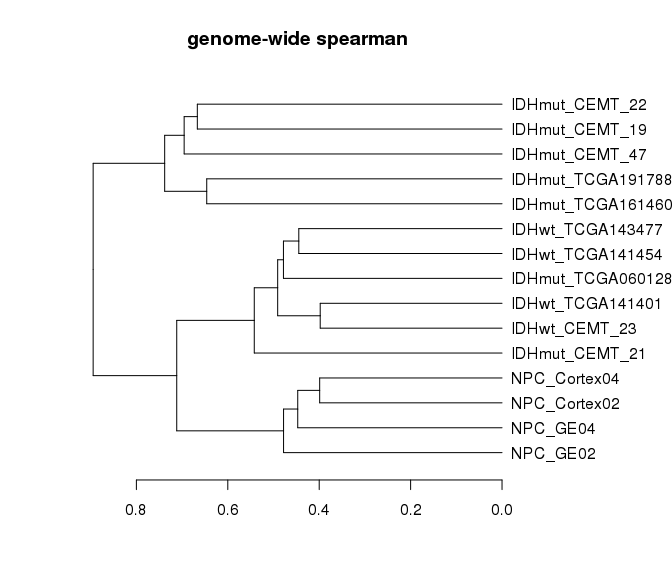 genome-wide spearman
IDHmut_CEMT_22
IDHmut_CEMT_19
IDHmut_CEMT_47
IDHmut_TCGA191788
IDHmut_TCGA161460
IDHwt_TCGA143477
IDHwt_TCGA141454
IDHmut_TCGA060128
IDHwt_TCGA141401
IDHwt_CEMT_23
IDHmut_CEMT_21
NPC_Cortex04
NPC_Cortex02
NPC_GE04
NPC_GE02
0.8 0.6 0.4 0.2 0.0